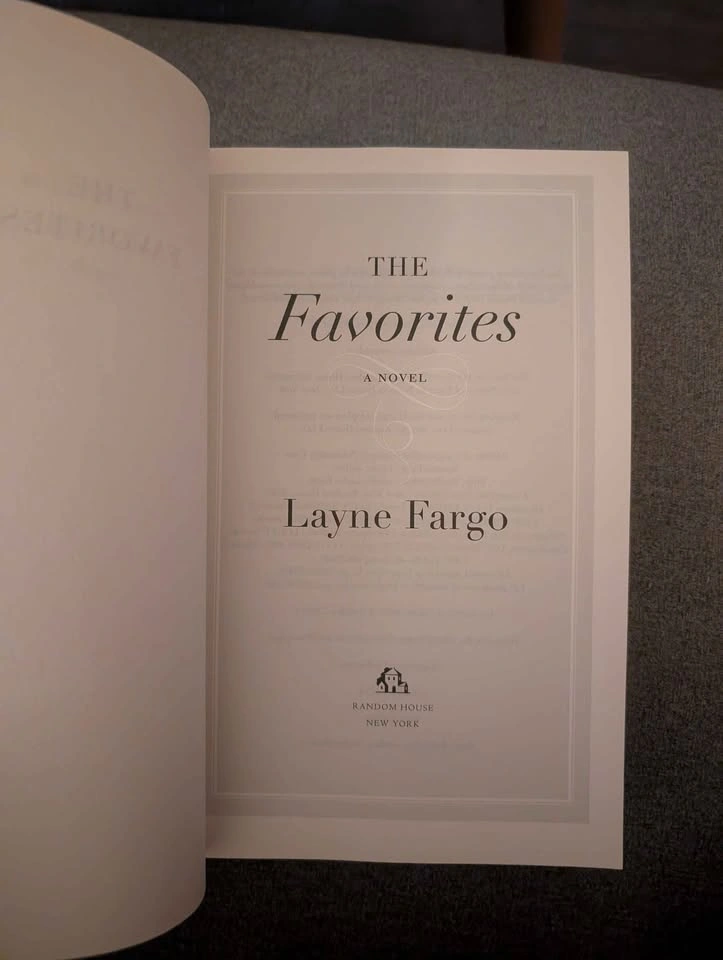 THE
Favorites
A NOVEL
Layne Fargo
RANDOM HOUSE
NEW YORK